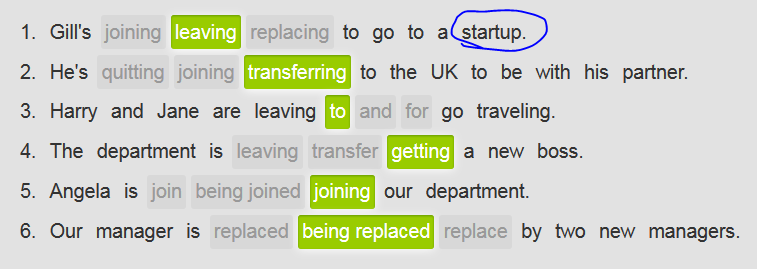 1. Gill's joining leaving replacing to go to a startup.
2. He's quitting joining transferring to the UK to be with his partner.
3. Harry and Jane are leaving to and for go traveling.
4. The department is leaving transfer getting a new boss.
5. Angela is join being joined joining our department.
6. Our manager is replaced being replaced replace by two new managers.